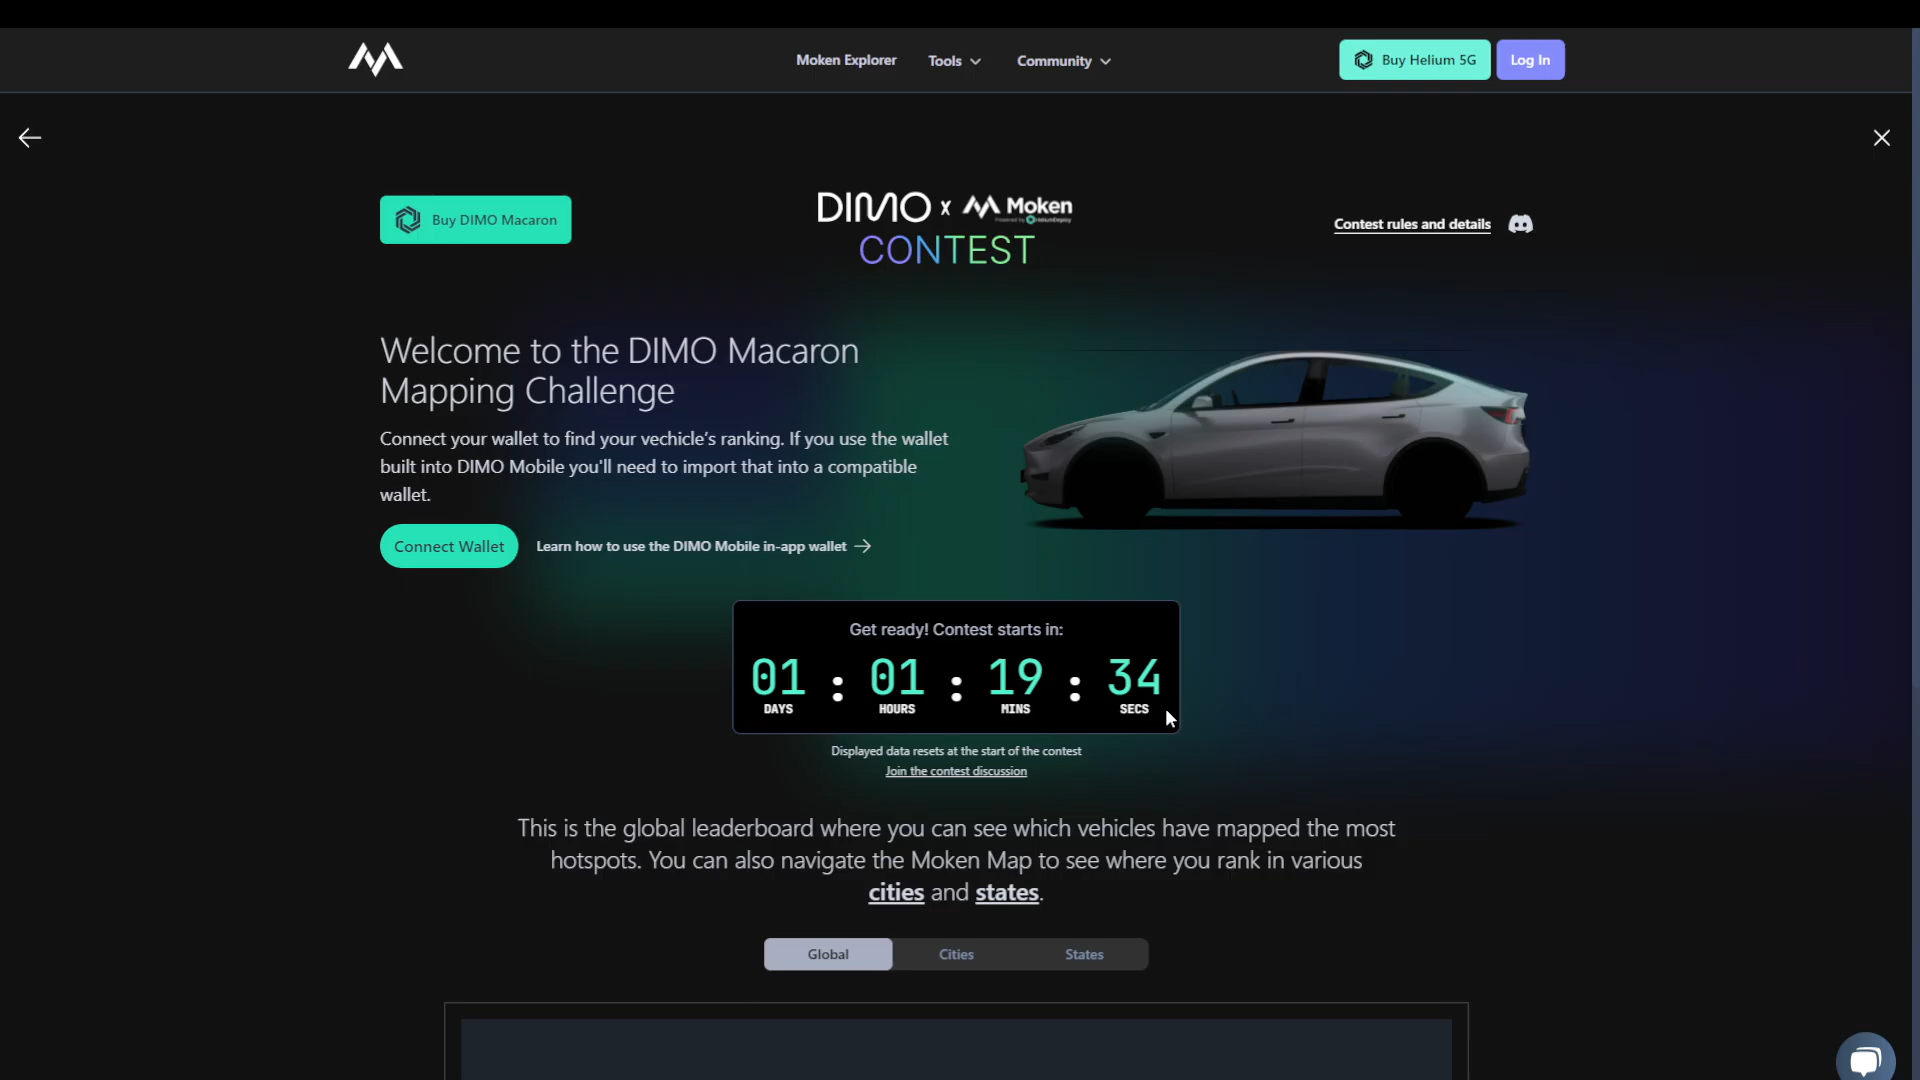 Moken Explorer
Tools
Community
Buy Helium 5G
Log In
Buy DIMO Macaron
DIMO x Moken
CONTEST
Contest rules and details
Welcome to the DIMO Macaron
Mapping Challenge
Connect your wallet to find your vechicle's ranking. If you use the wallet
built into DIMO Mobile you'll need to import that into a compatible
wallet.
Connect Wallet
Learn how to use the DIMO Mobile in-app wallet
Get ready! Contest starts in:
01 : 01 : 19 : 34
DAYS HOURS MINS SECS
Displayed data resets at the start of the contest
Join the contest discussion
This is the global leaderboard where you can see which vehicles have mapped the most
hotspots. You can also navigate the Moken Map to see where you rank in various
cities and states.
Global
Cities
States